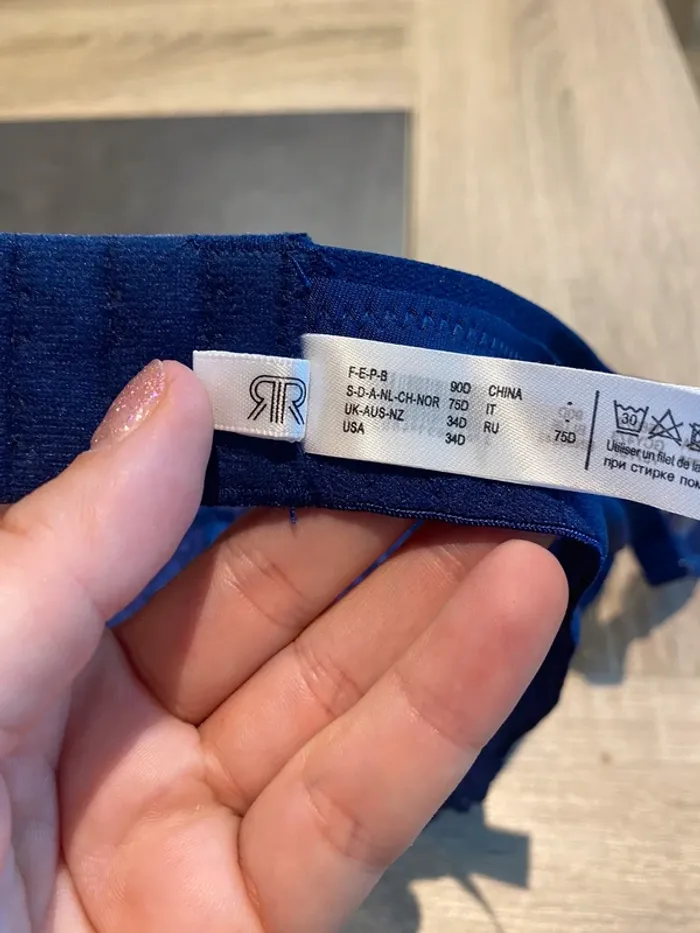 F-E-P-B 90D CHINA -
S-D-A-NL-CH-NOR 75D IT -
UK-AUS-NZ 34D RU 75D
USA 34D
30
Utiliser un filet de la
при стирке пом